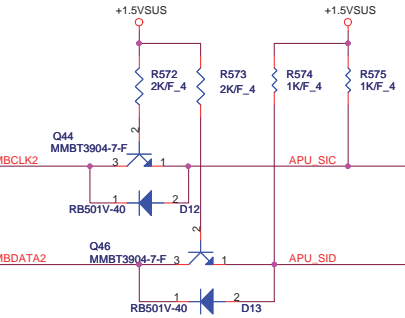 +1.5VSUS
+1.5VSUS
R572
2K/F_4
R573
2K/F_4
R574
1K/F_4
R575
1K/F_4
Q44
MMBT3904-7-F
2
MBCLK2
3
1
APU_SIC
1
2
RB501V-40
D12
2
Q46
MMBT3904-7-F
MBDATA2
3
1
APU_SID
1
2
RB501V-40
D13